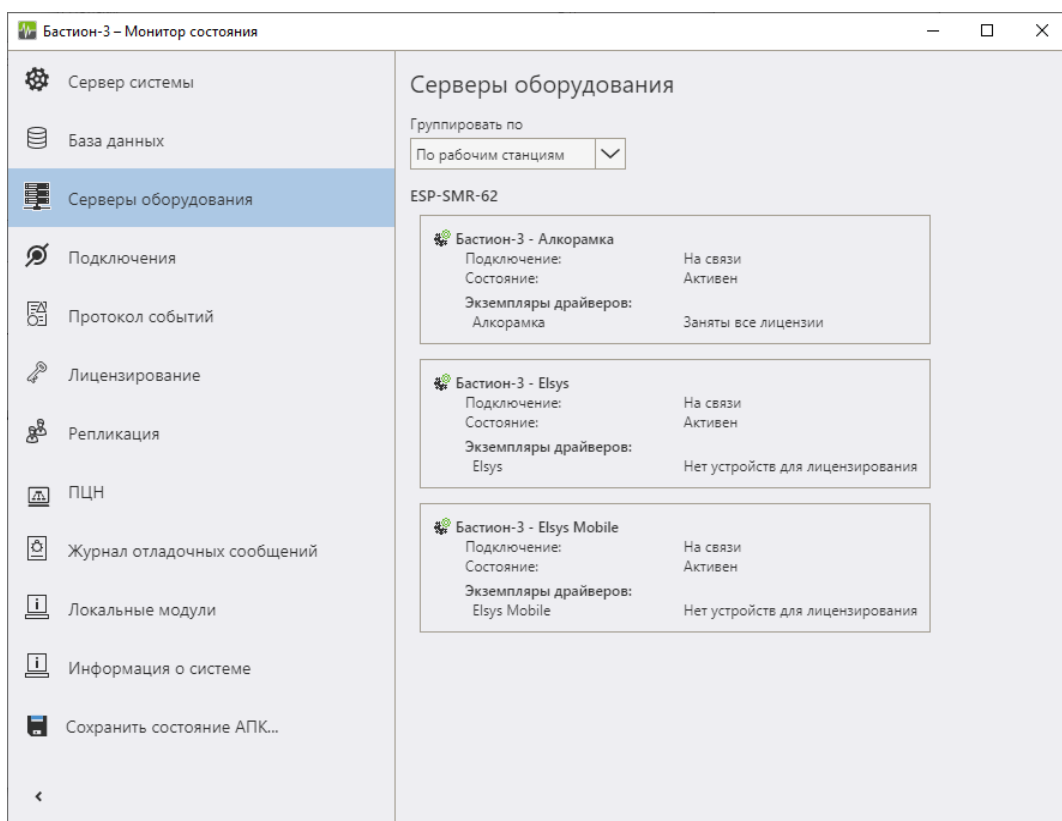 Бастион-3 – Монитор состояния
Сервер системы
База данных
Серверы оборудования
Подключения
Протокол событий
Лицензирование
Репликация
ПЦН
Журнал отладочных сообщений
Локальные модули
Информация о системе
Сохранить состояние АПК...
Серверы оборудования
Группировать по
По рабочим станциям
ESP-SMR-62
Бастион-3 - Алкорамка
Подключение: На связи
Состояние: Активен
Экземпляры драйверов:
Алкорамка Заняты все лицензии
Бастион-3 - Elsys
Подключение: На связи
Состояние: Активен
Экземпляры драйверов:
Elsys Нет устройств для лицензирования
Бастион-3 - Elsys Mobile
Подключение: На связи
Состояние: Активен
Экземпляры драйверов:
Elsys Mobile Нет устройств для лицензирования